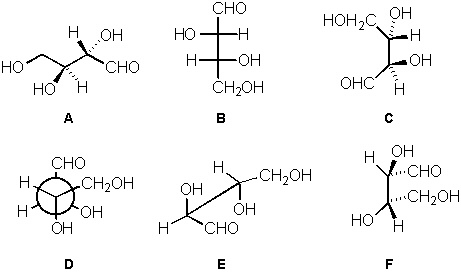 H OH
HO CHO
HO H
A
CHO
HO H
H OH
CH₂OH
B
HOCH₂ OH
H
OH
OHC H
C
CHO
H CH₂OH
H OH
OH
D
H CH₂OH
OH
OH
H CHO
E
OH
H CHO
CH₂OH
HO H
F